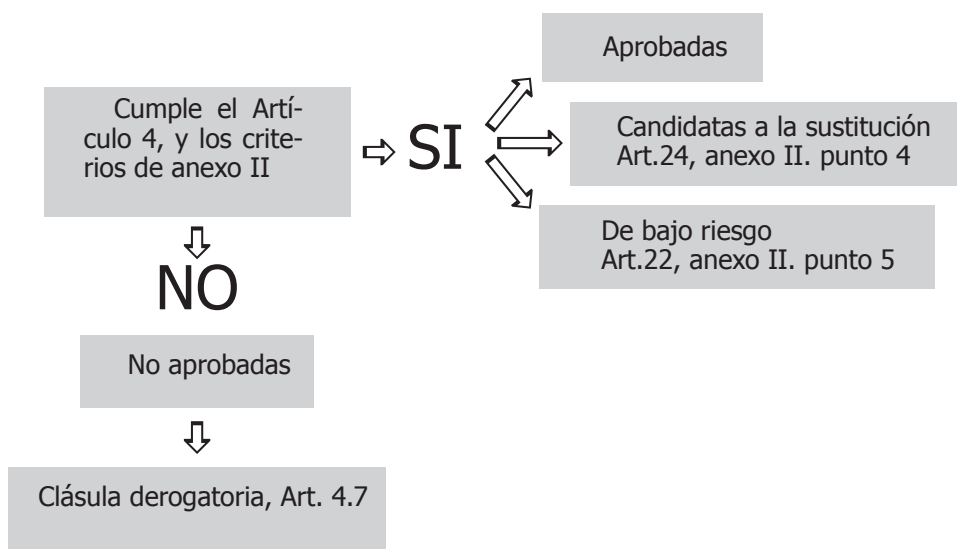 Cumple el Artí-
culo 4, y los crite-
rios de anexo II
SI
Aprobadas
Candidatas a la sustitución
Art.24, anexo II. punto 4
De bajo riesgo
Art.22, anexo II. punto 5
NO
No aprobadas
Clásula derogatoria, Art. 4.7